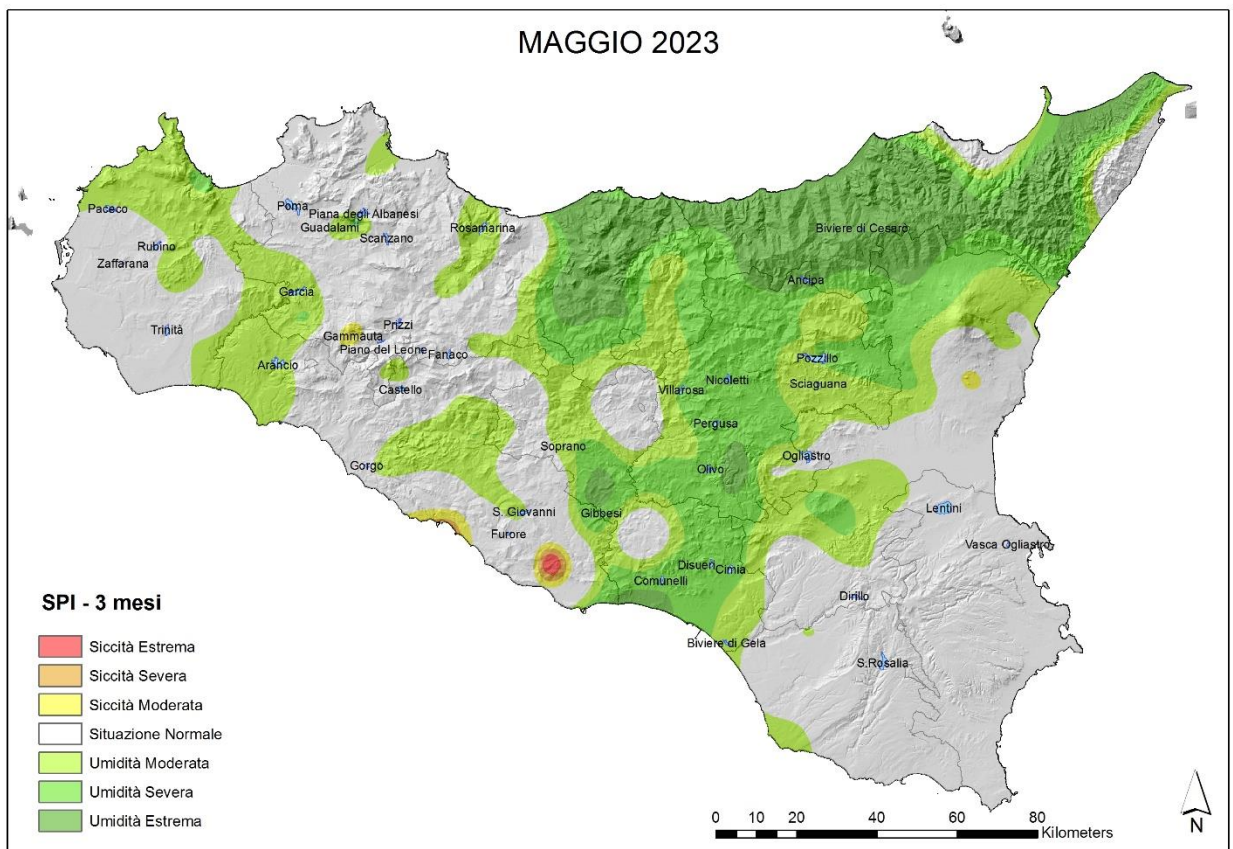 MAGGIO 2023
Paceco
Poma
Piana degli Albanesi
Guadalami
Scanzano
Rosamarina
Biviere di Cesarò
Rubino
Zaffarana
Garcia
Ancipa
Trinità
Prizzi
Gammauta
Piano del Leone
Fanaco
Arancio
Castello
Pozzillo
Sciaguana
Nicoletti
Villarosa
Pergusa
Soprano
Ogliastro
Gorgo
Olivo
S. Giovanni
Gibbesi
Lentini
Furore
Vasca Ogliastro
Disueri
Cimia
Comunelli
Dirillo
Biviere di Gela
S.Rosalia
SPI - 3 mesi
Siccità Estrema
Siccità Severa
Siccità Moderata
Situazione Normale
Umidità Moderata
Umidità Severa
Umidità Estrema
0 10 20 40 60 80
Kilometers
N